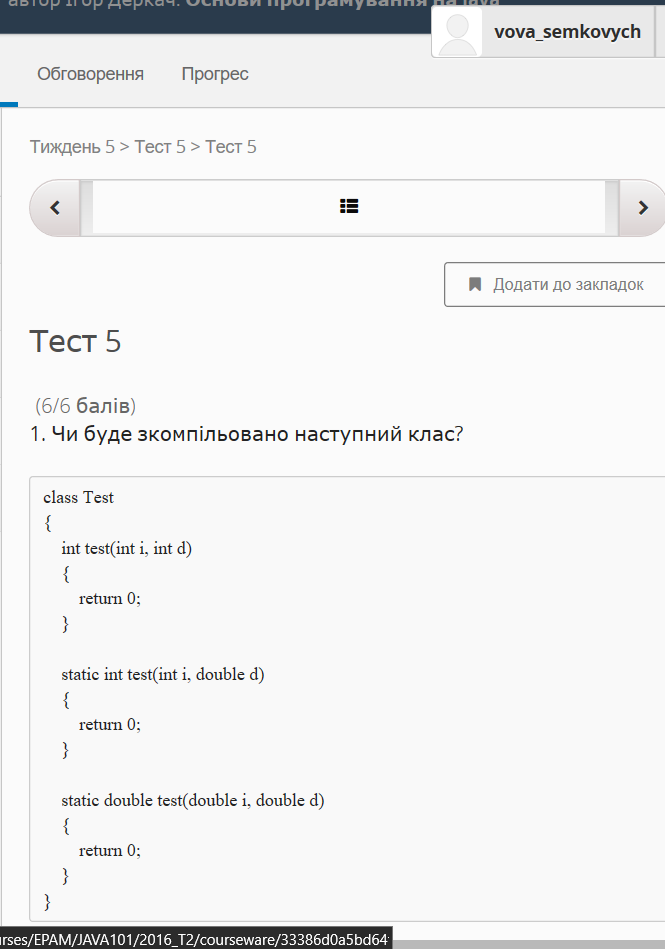 автор Ігор Деркач. Основи програмування на Java
vova_semkovych
Обговорення Прогрес
Тиждень 5 > Тест 5 > Тест 5
Додати до закладок
Тест 5
(6/6 балів)
1. Чи буде зкомпільовано наступний клас?
class Test
{
int test(int i, int d)
{
return 0;
}
static int test(int i, double d)
{
return 0;
}
static double test(double i, double d)
{
return 0;
}
}
urses/EPAM/JAVA101/2016_T2/courseware/33386d0a5bd64